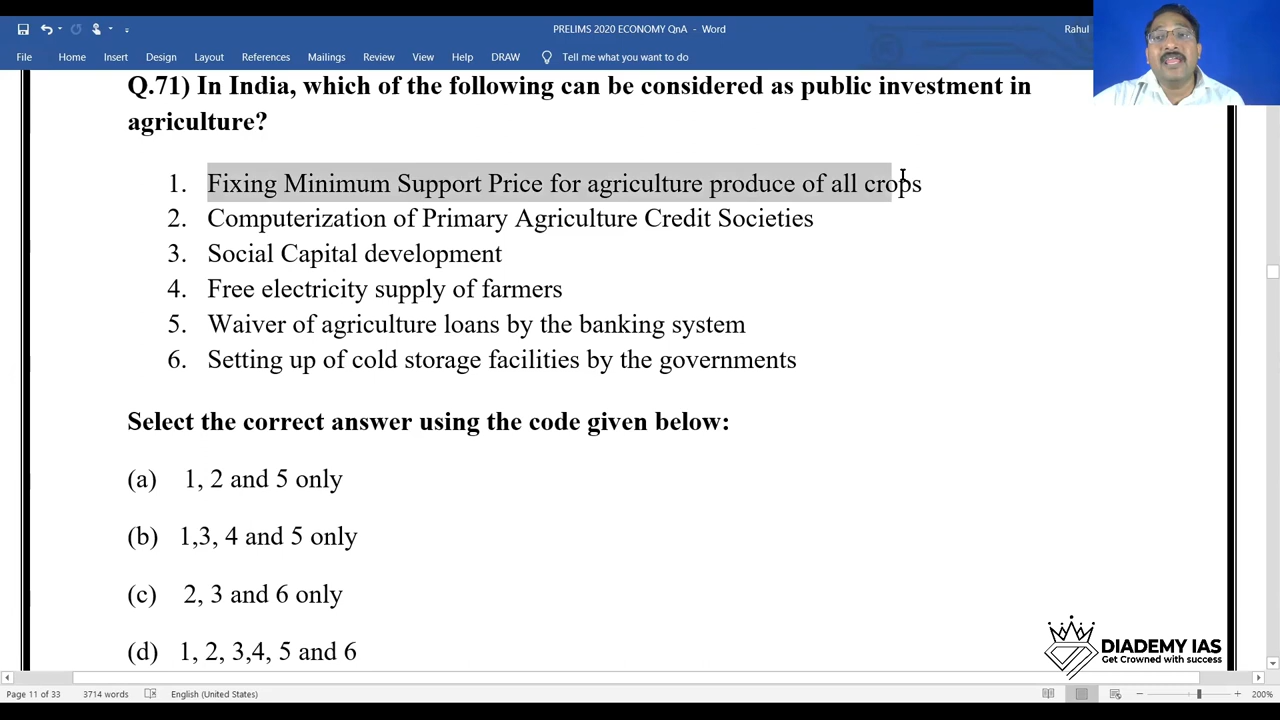 PRELIMS 2020 ECONOMY QnA - Word
Rahul
File Home Insert Layout Design References Mailings Review View Help DRAW Tell me what you want to do
Q.71) In India, which of the following can be considered as public investment in
agriculture?
1. Fixing Minimum Support Price for agriculture produce of all crops
2. Computerization of Primary Agriculture Credit Societies
3. Social Capital development
4. Free electricity supply of farmers
5. Waiver of agriculture loans by the banking system
6. Setting up of cold storage facilities by the governments
Select the correct answer using the code given below:
(a) 1, 2 and 5 only
(b) 1,3, 4 and 5 only
(c) 2, 3 and 6 only
(d) 1, 2, 3,4, 5 and 6
DIADEMY IAS
Get Crowned with success
Page 11 of 33 3714 words English (United States) 200%